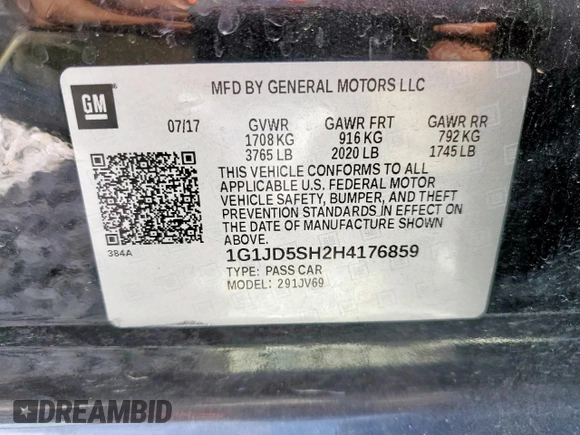 MFD BY GENERAL MOTORS LLC
GM
07/17 GVWR GAWR FRT GAWR RR
1708 KG 916 KG 792 KG
3765 LB 2020 LB 1745 LB
THIS VEHICLE CONFORMS TO ALL
APPLICABLE U.S. FEDERAL MOTOR
VEHICLE SAFETY, BUMPER, AND THEFT
PREVENTION STANDARDS IN EFFECT ON
THE DATE OF MANUFACTURE SHOWN
ABOVE.
384A
1G1JD5SH2H4176859
TYPE: PASS CAR
MODEL: 291JV69
DREAMBID